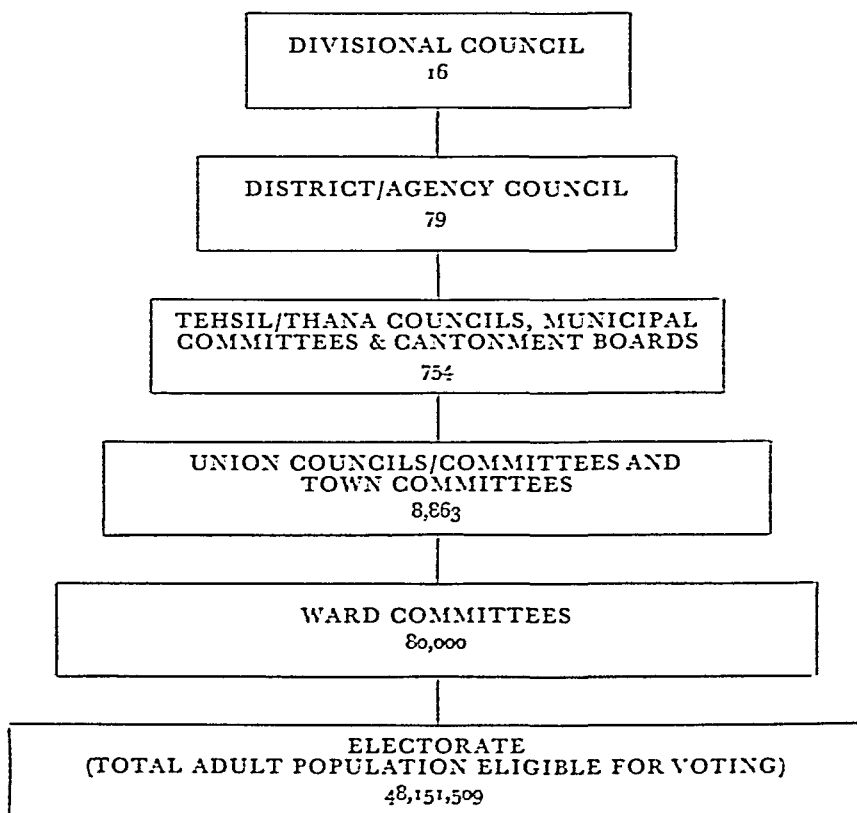 DIVISIONAL COUNCIL
16
DISTRICT/AGENCY COUNCIL
79
TEHSIL/THANA COUNCILS, MUNICIPAL
COMMITTEES & CANTONMENT BOARDS
754
UNION COUNCILS/COMMITTEES AND
TOWN COMMITTEES
8,863
WARD COMMITTEES
80,000
ELECTORATE
(TOTAL ADULT POPULATION ELIGIBLE FOR VOTING)
48,151,509